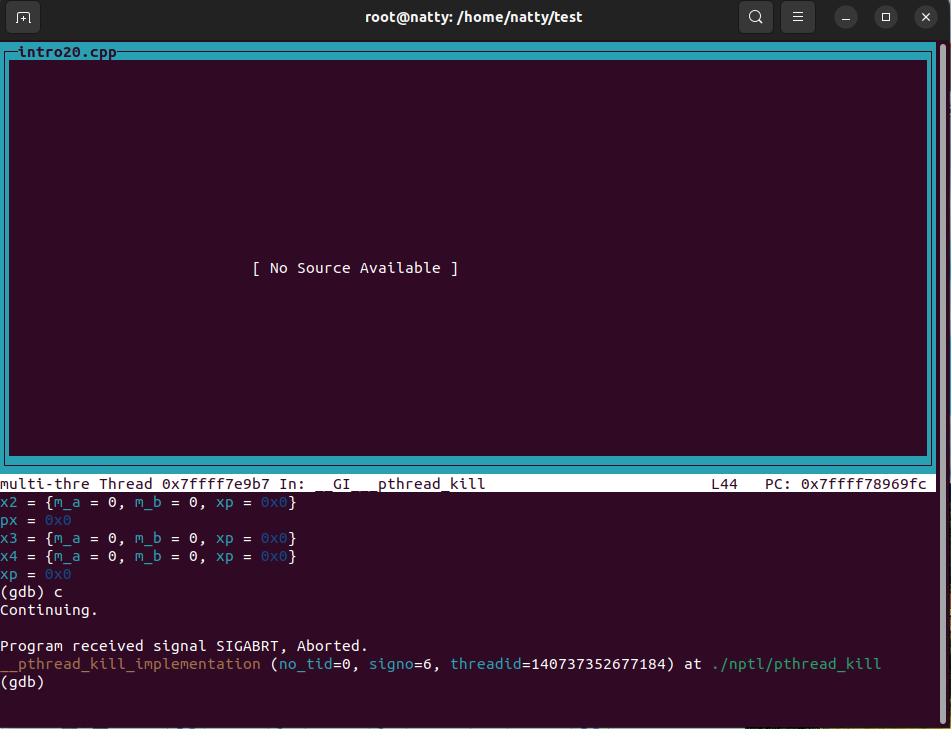 root@natty: /home/natty/test
intro20.cpp
[ No Source Available ]
multi-thre Thread 0x7ffff7e9b7 In: __GI___pthread_kill L44 PC: 0x7ffff78969fc
x2 = {m_a = 0, m_b = 0, xp = 0x0}
px = 0x0
x3 = {m_a = 0, m_b = 0, xp = 0x0}
x4 = {m_a = 0, m_b = 0, xp = 0x0}
xp = 0x0
(gdb) c
Continuing.
Program received signal SIGABRT, Aborted.
__pthread_kill_implementation (no_tid=0, signo=6, threadid=140737352677184) at ./nptl/pthread_kill
(gdb)